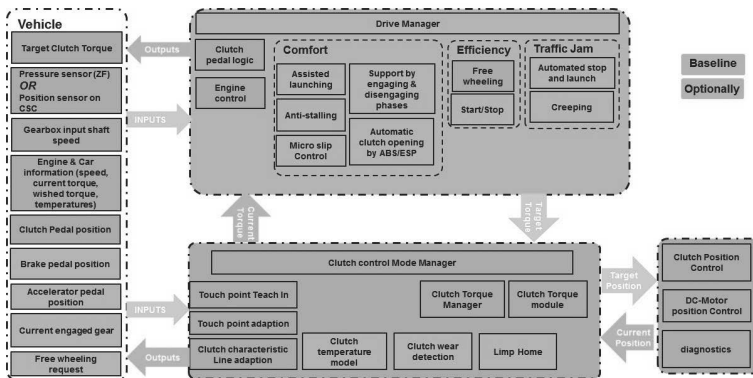 Vehicle
Target Clutch Torque
Pressure sensor (ZF)
OR
Position sensor on
CSC
Gearbox input shaft
speed
Engine & Car
information (speed,
current torque,
wished torque,
temperatures)
Clutch Pedal position
Brake pedal position
Accelerator pedal
position
Current engaged gear
Free wheeling
request
Outputs
INPUTS
INPUTS
Outputs
Drive Manager
Clutch
pedal logic
Engine
control
Comfort
Assisted
launching
Anti-stalling
Micro slip
Control
Support by
engaging &
disengaging
phases
Automatic
clutch opening
by ABS/ESP
Efficiency
Free
wheeling
Start/Stop
Traffic Jam
Automated stop
and launch
Creeping
Baseline
Optionally
Current
Torque
Target
Torque
Clutch control Mode Manager
Touch point Teach In
Touch point adaption
Clutch characteristic
Line adaption
Clutch
temperature
model
Clutch wear
detection
Clutch Torque
Manager
Clutch Torque
module
Limp Home
Target
Position
Current
Position
Clutch Position
Control
DC-Motor
position Control
diagnostics